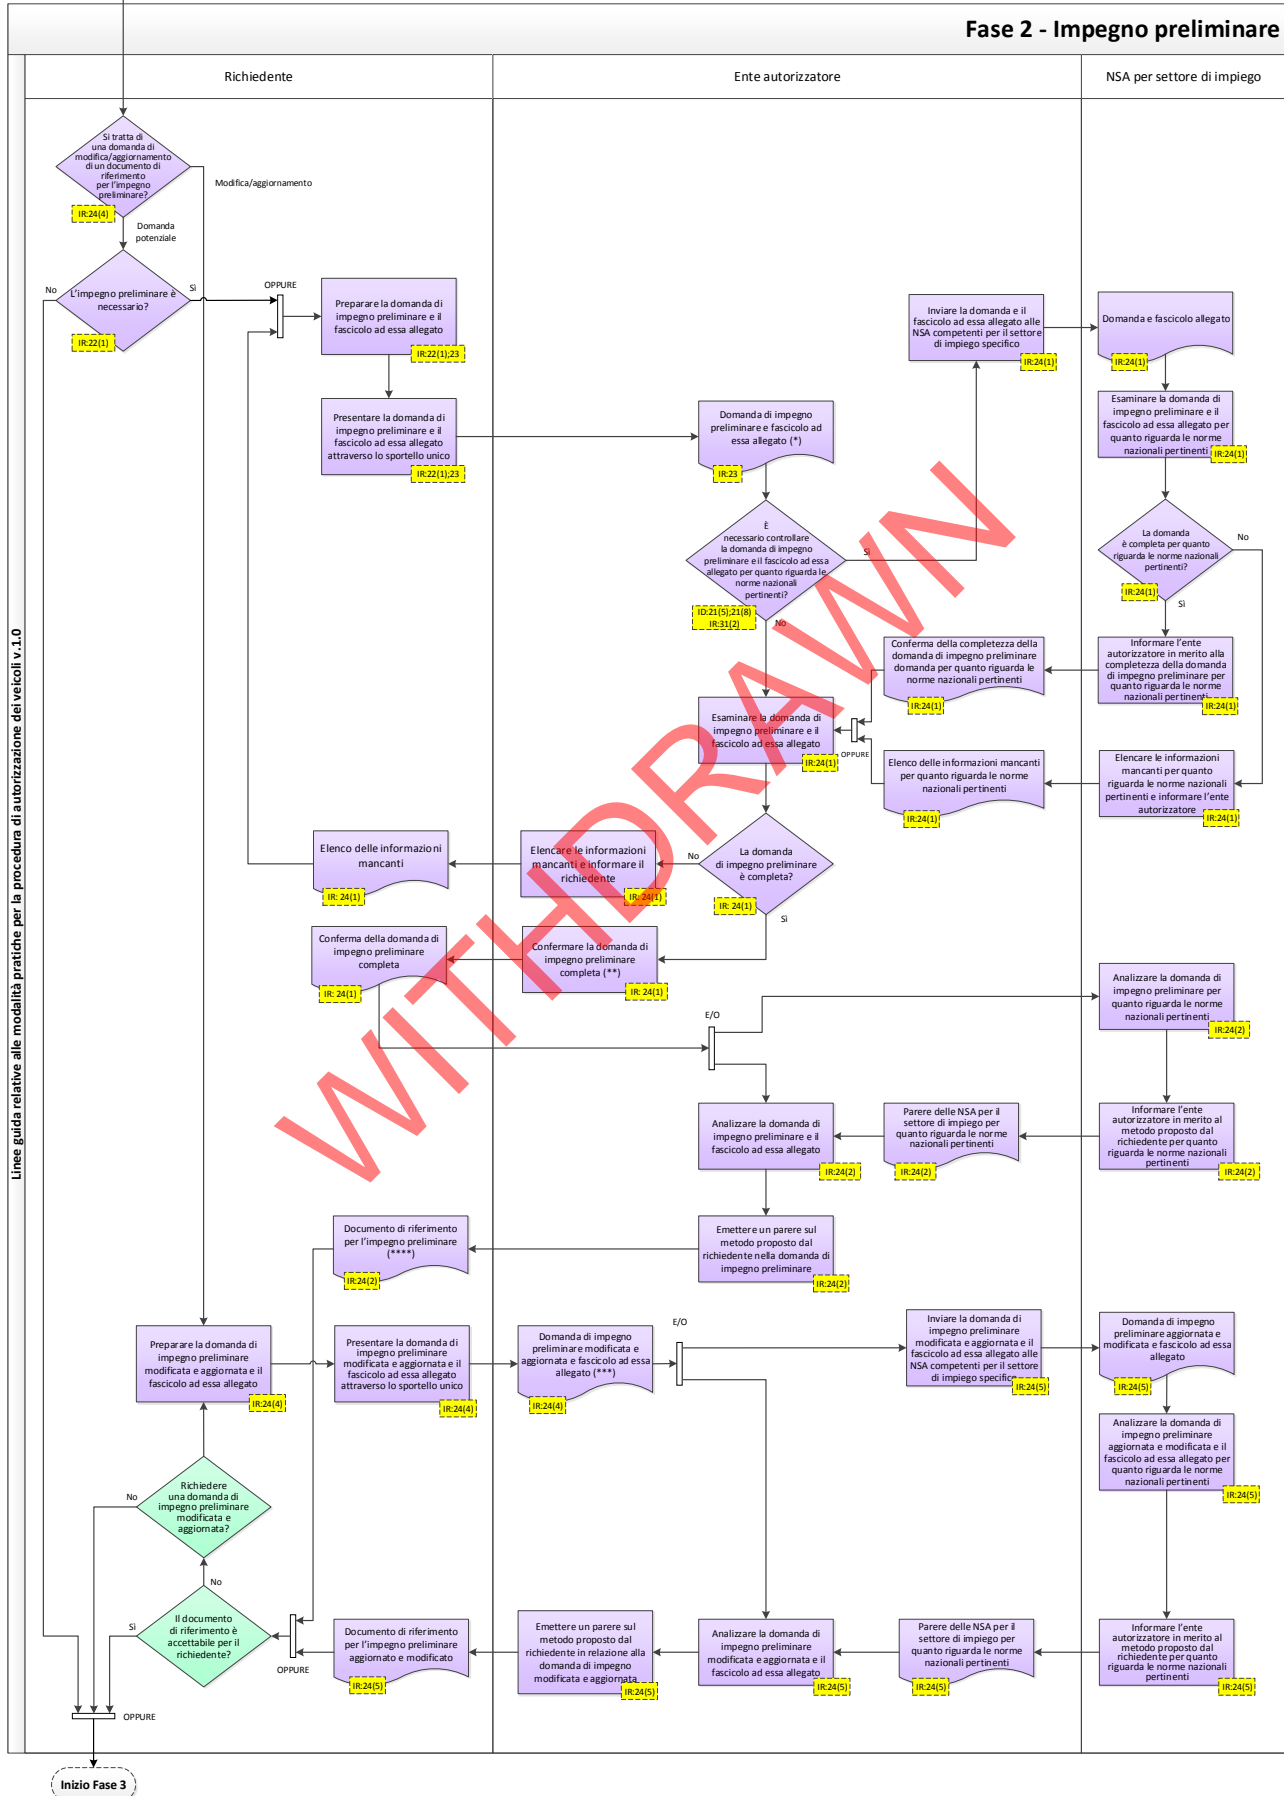 Fase 2 - Impegno preliminare
Linee guida relative alle modalità pratiche per la procedura di autorizzazione dei veicoli v.1.0
Richiedente
Ente autorizzatore
NSA per settore di impiego
Si tratta di
una domanda di
modifica/aggiornamento
di un documento di
riferimento
per l'impegno
preliminare?
IR:24(4)
Modifica/aggiornamento
Domanda
potenziale
L'impegno preliminare è
necessario?
IR:22(1)
No
Sì
OPPURE
Preparare la domanda di
impegno preliminare e il
fascicolo ad essa allegato
IR:22(1);23
Inviare la domanda e il
fascicolo ad essa allegato alle
NSA competenti per il settore
di impiego specifico
IR:24(1)
Domanda e fascicolo allegato
IR:24(1)
Presentare la domanda di
impegno preliminare e il
fascicolo ad essa allegato
attraverso lo sportello unico
IR:22(1);23
Domanda di impegno
preliminare e fascicolo ad
essa allegato (*)
IR:23
Esaminare la domanda di
impegno preliminare e il
fascicolo ad essa allegato per
quanto riguarda le norme
nazionali pertinenti
IR:24(1)
È
necessario controllare
la domanda di impegno
preliminare e il fascicolo ad essa
allegato per quanto riguarda le
norme nazionali
pertinenti?
ID:21(5);21(8)
IR:31(2)
Sì
No
La domanda
è completa per quanto
riguarda le norme nazionali
pertinenti?
IR:24(1)
No
Sì
Conferma della completezza della
domanda di impegno preliminare
domanda per quanto riguarda le
norme nazionali pertinenti
IR:24(1)
Informare l'ente
autorizzatore in merito alla
completezza della domanda
di impegno preliminare per
quanto riguarda le norme
nazionali pertinenti
IR:24(1)
Esaminare la domanda di
impegno preliminare e il
fascicolo ad essa allegato
IR:24(1)
OPPURE
Elenco delle informazioni mancanti
per quanto riguarda le norme
nazionali pertinenti
IR:24(1)
Elencare le informazioni
mancanti per quanto
riguarda le norme nazionali
pertinenti e informare l'ente
autorizzatore
IR:24(1)
Elenco delle informazioni
mancanti
IR: 24(1)
Elencare le informazioni
mancanti e informare il
richiedente
IR: 24(1)
No
La domanda
di impegno preliminare
è completa?
IR: 24(1)
Sì
Conferma della domanda di
impegno preliminare
completa
IR: 24(1)
Confermare la domanda di
impegno preliminare
completa (**)
IR: 24(1)
E/O
Analizzare la domanda di
impegno preliminare per
quanto riguarda le norme
nazionali pertinenti
IR:24(2)
Analizzare la domanda di
impegno preliminare e il
fascicolo ad essa allegato
IR:24(2)
Parere delle NSA per il
settore di impiego per
quanto riguarda le norme
nazionali pertinenti
IR:24(2)
Informare l'ente
autorizzatore in merito al
metodo proposto dal
richiedente per quanto
riguarda le norme nazionali
pertinenti
IR:24(2)
Documento di riferimento
per l'impegno preliminare
(****)
IR:24(2)
Emettere un parere sul
metodo proposto dal
richiedente nella domanda di
impegno preliminare
IR:24(2)
Preparare la domanda di
impegno preliminare
modificata e aggiornata e il
fascicolo ad essa allegato
IR:24(4)
Presentare la domanda di
impegno preliminare
modificata e aggiornata e il
fascicolo ad essa allegato
attraverso lo sportello unico
IR:24(4)
Domanda di impegno
preliminare modificata e
aggiornata e fascicolo ad essa
allegato (***)
IR:24(4)
E/O
Inviare la domanda di
impegno preliminare
modificata e aggiornata e il
fascicolo ad essa allegato alle
NSA competenti per il settore
di impiego specifico
IR:24(5)
Domanda di impegno
preliminare aggiornata e
modificata e fascicolo ad essa
allegato
IR:24(5)
Analizzare la domanda di
impegno preliminare
aggiornata e modificata e il
fascicolo ad essa allegato per
quanto riguarda le norme
nazionali pertinenti
IR:24(5)
Richiedere
una domanda di
impegno preliminare
modificata e
aggiornata?
No
No
Il documento
di riferimento è
accettabile per il
richiedente?
Sì
OPPURE
Documento di riferimento
per l'impegno preliminare
aggiornato e modificato
IR:24(5)
Emettere un parere sul
metodo proposto dal
richiedente in relazione alla
domanda di impegno
modificata e aggiornata
IR:24(5)
Analizzare la domanda di
impegno preliminare
modificata e aggiornata e il
fascicolo ad essa allegato
IR:24(5)
Parere delle NSA per il
settore di impiego per
quanto riguarda le norme
nazionali pertinenti
IR:24(5)
Informare l'ente
autorizzatore in merito al
metodo proposto dal
richiedente per quanto
riguarda le norme nazionali
pertinenti
IR:24(5)
OPPURE
Inizio Fase 3
WITHDRAWN